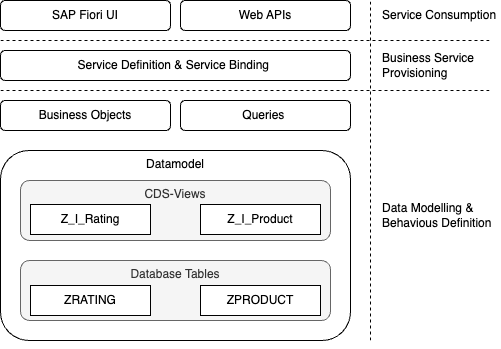 SAP Fiori UI
Web APIs
Service Consumption
Service Definition & Service Binding
Business Service
Provisioning
Business Objects
Queries
Datamodel
CDS-Views
Z_I_Rating
Z_I_Product
Data Modelling &
Behavious Definition
Database Tables
ZRATING
ZPRODUCT